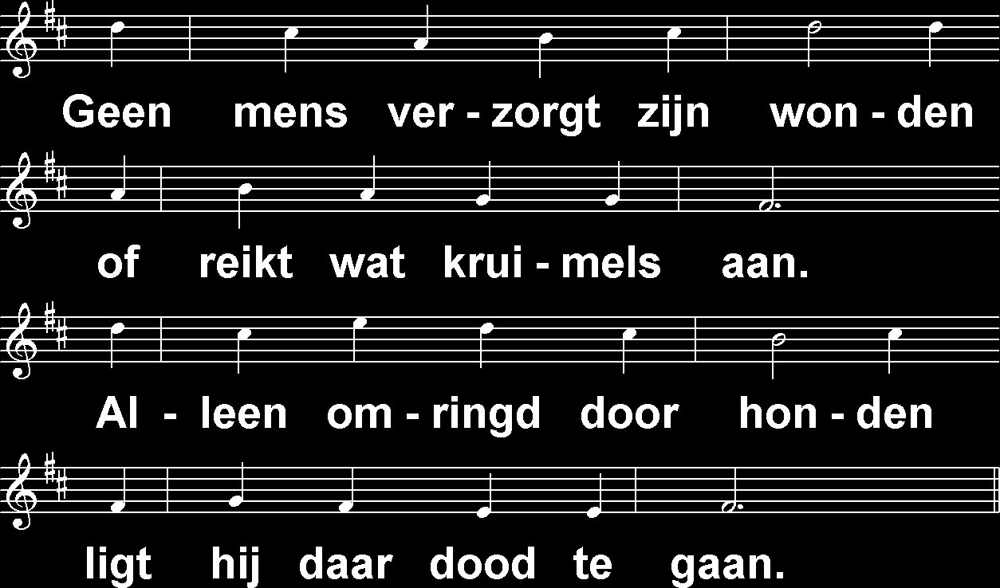 Geen mens ver - zorgt zijn won - den
of reikt wat krui - mels aan.
Al - leen om - ringd door hon - den
ligt hij daar dood te gaan.